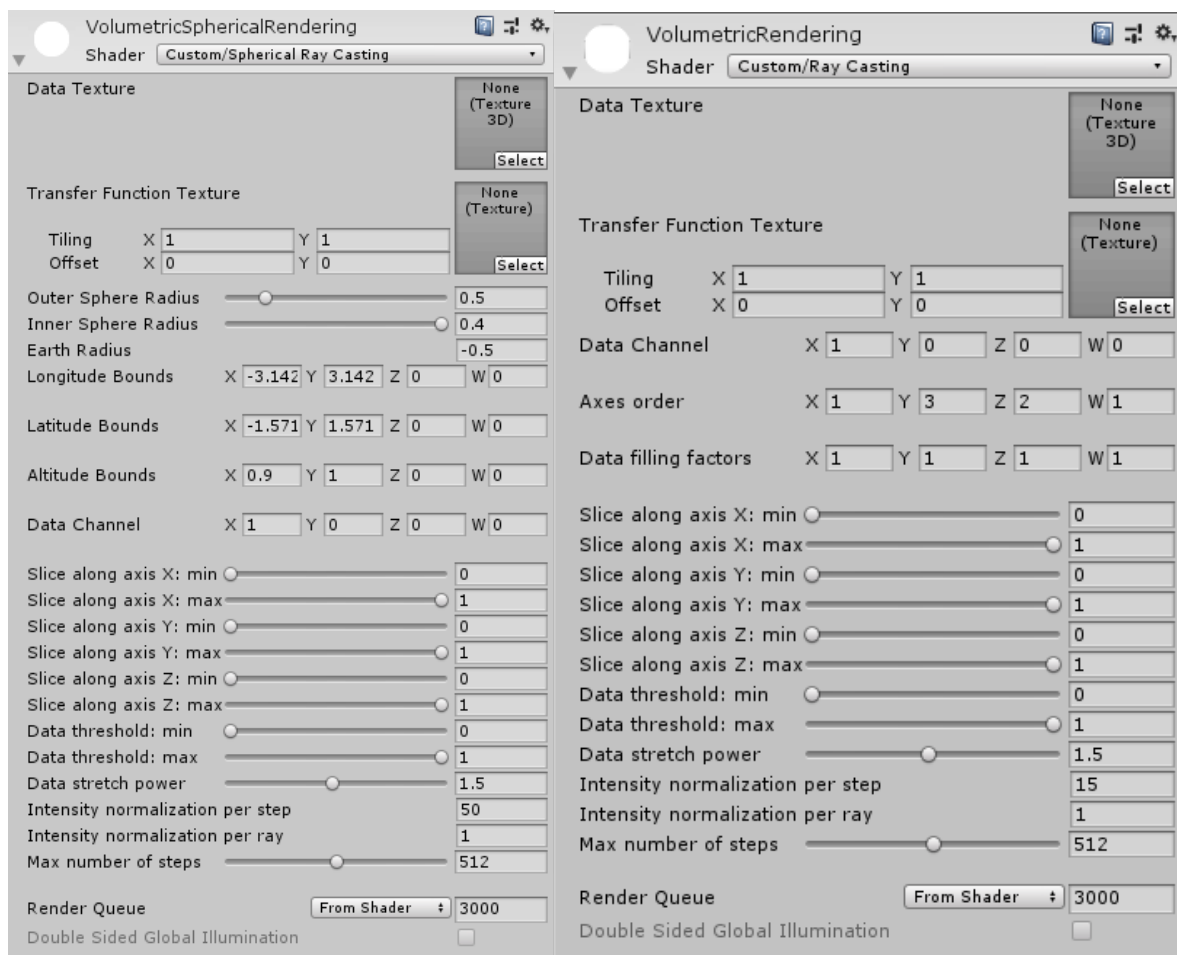 VolumetricSphericalRendering
Shader Custom/Spherical Ray Casting
Data Texture
None
(Texture
3D)
Select
Transfer Function Texture
None
(Texture)
Tiling X 1 Y 1
Offset X 0 Y 0
Select
Outer Sphere Radius 0.5
Inner Sphere Radius 0.4
Earth Radius -0.5
Longitude Bounds X -3.142 Y 3.142 Z 0 W 0
Latitude Bounds X -1.571 Y 1.571 Z 0 W 0
Altitude Bounds X 0.9 Y 1 Z 0 W 0
Data Channel X 1 Y 0 Z 0 W 0
Slice along axis X: min 0
Slice along axis X: max 1
Slice along axis Y: min 0
Slice along axis Y: max 1
Slice along axis Z: min 0
Slice along axis Z: max 1
Data threshold: min 0
Data threshold: max 1
Data stretch power 1.5
Intensity normalization per step 50
Intensity normalization per ray 1
Max number of steps 512
Render Queue From Shader 3000
Double Sided Global Illumination
VolumetricRendering
Shader Custom/Ray Casting
Data Texture
None
(Texture
3D)
Select
Transfer Function Texture
None
(Texture)
Tiling X 1 Y 1
Offset X 0 Y 0
Select
Data Channel X 1 Y 0 Z 0 W 0
Axes order X 1 Y 3 Z 2 W 1
Data filling factors X 1 Y 1 Z 1 W 1
Slice along axis X: min 0
Slice along axis X: max 1
Slice along axis Y: min 0
Slice along axis Y: max 1
Slice along axis Z: min 0
Slice along axis Z: max 1
Data threshold: min 0
Data threshold: max 1
Data stretch power 1.5
Intensity normalization per step 15
Intensity normalization per ray 1
Max number of steps 512
Render Queue From Shader 3000
Double Sided Global Illumination